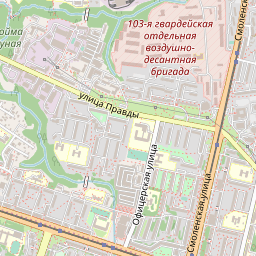 103-я гвардейская
отдельная
воздушно-
десантная
бригада
улица Правды
Офицерская улица
Смоленская улица